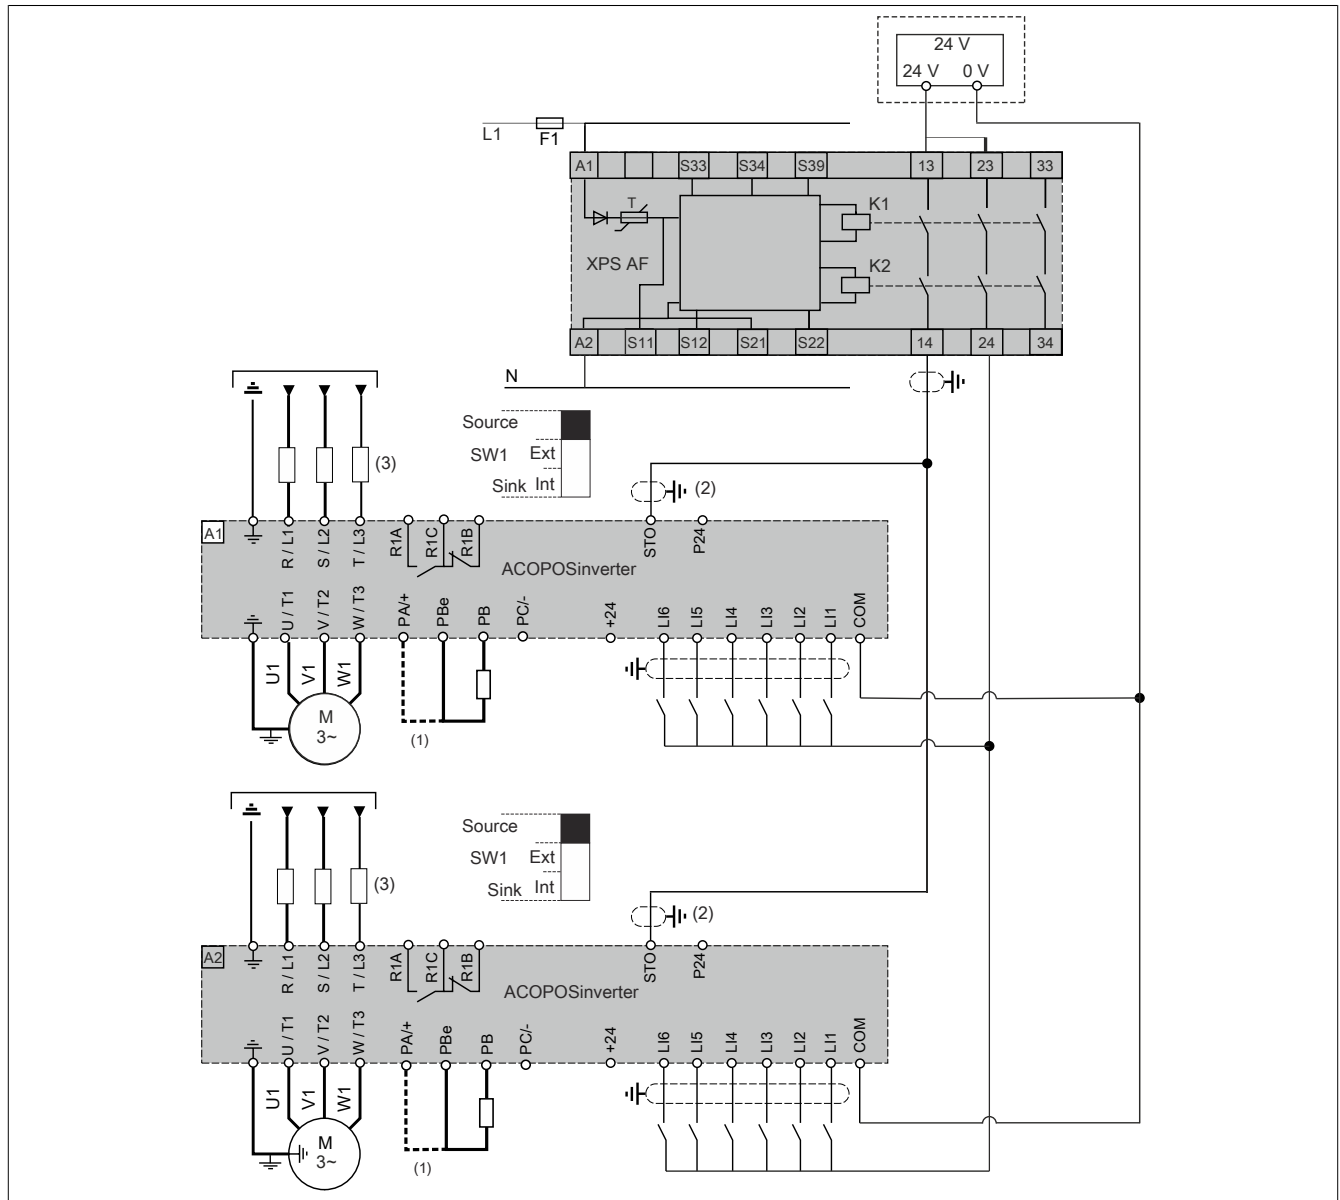 24 V
24 V 0 V
L1 F1
A1 S33 S34 S39 13 23 33
T
K1
XPS AF
K2
A2 S11 S12 S21 S22 14 24 34
N
Source
SW1 Ext
Sink Int
(3)
(2)
A1
R / L1 S / L2 T / L3 R1A R1C R1B STO P24
ACOPOSinverter
U / T1 V / T2 W / T3 PA/+ PBe PB PC/- +24 LI6 LI5 LI4 LI3 LI2 LI1 COM
U1 V1 W1
M
3~
(1)
Source
SW1 Ext
Sink Int
(3)
(2)
A2
R / L1 S / L2 T / L3 R1A R1C R1B STO P24
ACOPOSinverter
U / T1 V / T2 W / T3 PA/+ PBe PB PC/- +24 LI6 LI5 LI4 LI3 LI2 LI1 COM
U1 V1 W1
M
3~
(1)